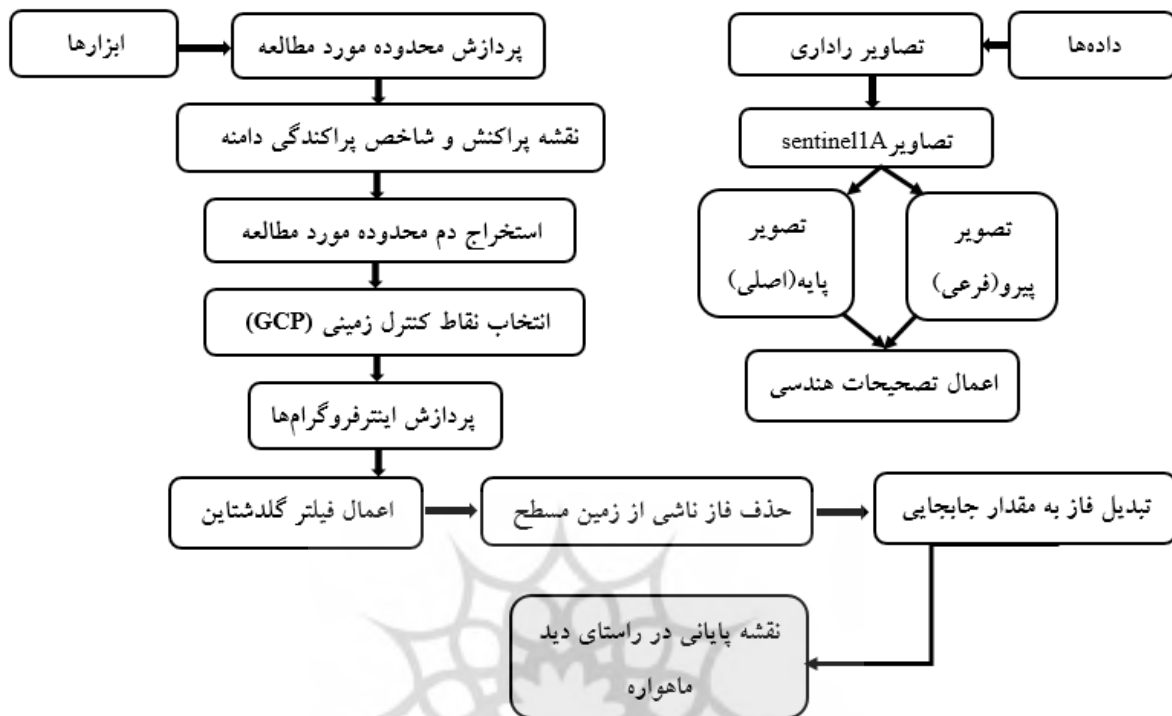 داده‌ها
تصاویر راداری
تصاویر sentinel1A
تصویر
پیرو(فرعی)
تصویر
پایه(اصلی)
اعمال تصحیحات هندسی
ابزارها
پردازش محدوده مورد مطالعه
نقشه پراکنش و شاخص پراکندگی دامنه
استخراج دم محدوده مورد مطالعه
انتخاب نقاط کنترل زمینی (GCP)
پردازش اینترفروگرام‌ها
اعمال فیلتر گلدشتاین
حذف فاز ناشی از زمین مسطح
تبدیل فاز به مقدار جابجایی
نقشه پایانی در راستای دید
ماهواره